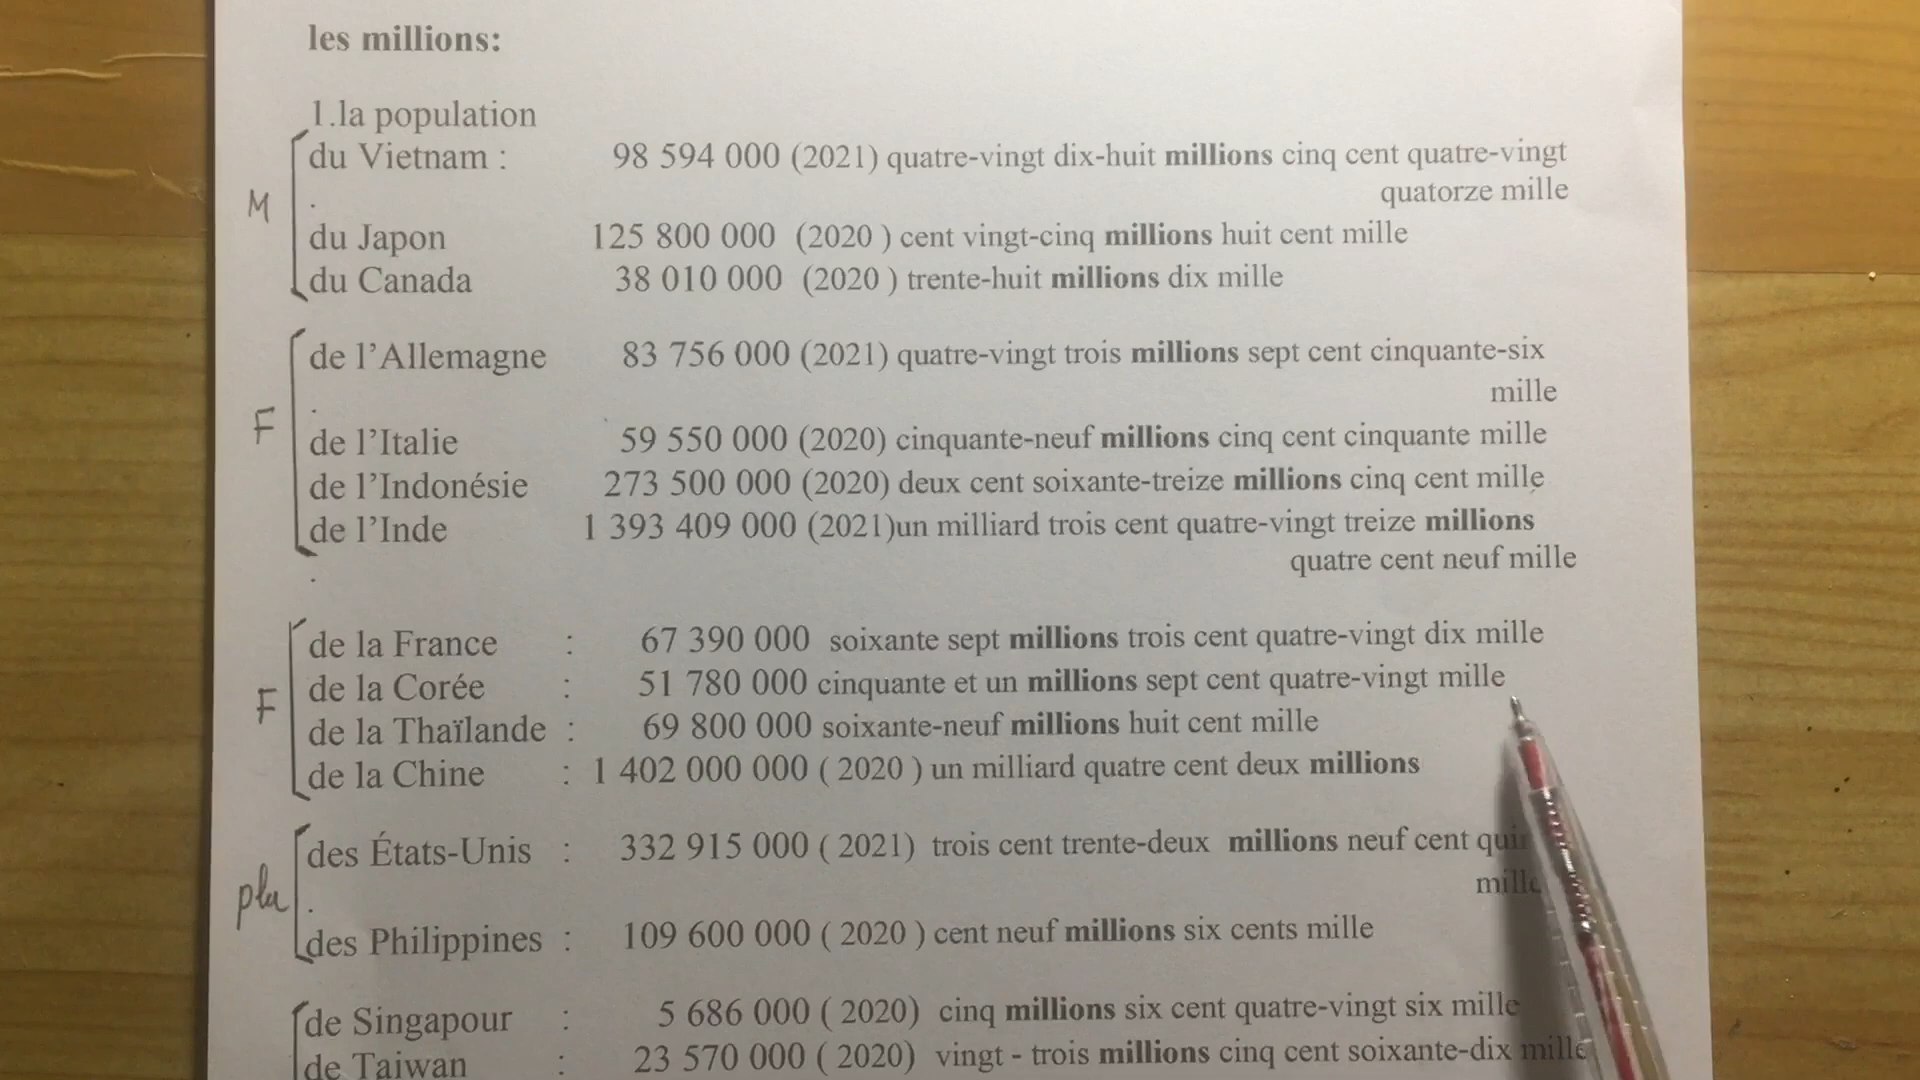 les millions:
1.la population
du Vietnam : 98 594 000 (2021) quatre-vingt dix-huit millions cinq cent quatre-vingt
quatorze mille
M
.
du Japon 125 800 000 (2020 ) cent vingt-cinq millions huit cent mille
du Canada 38 010 000 (2020 ) trente-huit millions dix mille
de l'Allemagne 83 756 000 (2021) quatre-vingt trois millions sept cent cinquante-six
mille
.
F
de l'Italie 59 550 000 (2020) cinquante-neuf millions cinq cent cinquante mille
de l'Indonésie 273 500 000 (2020) deux cent soixante-treize millions cinq cent mille
de l'Inde 1 393 409 000 (2021)un milliard trois cent quatre-vingt treize millions
quatre cent neuf mille
.
de la France : 67 390 000 soixante sept millions trois cent quatre-vingt dix mille
de la Corée : 51 780 000 cinquante et un millions sept cent quatre-vingt mille
F
de la Thaïlande : 69 800 000 soixante-neuf millions huit cent mille
de la Chine : 1 402 000 000 ( 2020 ) un milliard quatre cent deux millions
des États-Unis : 332 915 000 ( 2021) trois cent trente-deux millions neuf cent
mille
plu
.
des Philippines : 109 600 000 ( 2020 ) cent neuf millions six cents mille
de Singapour : 5 686 000 ( 2020) cinq millions six cent quatre-vingt six mille
de Taiwan : 23 570 000 ( 2020) vingt - trois millions cinq cent soixante-dix mille